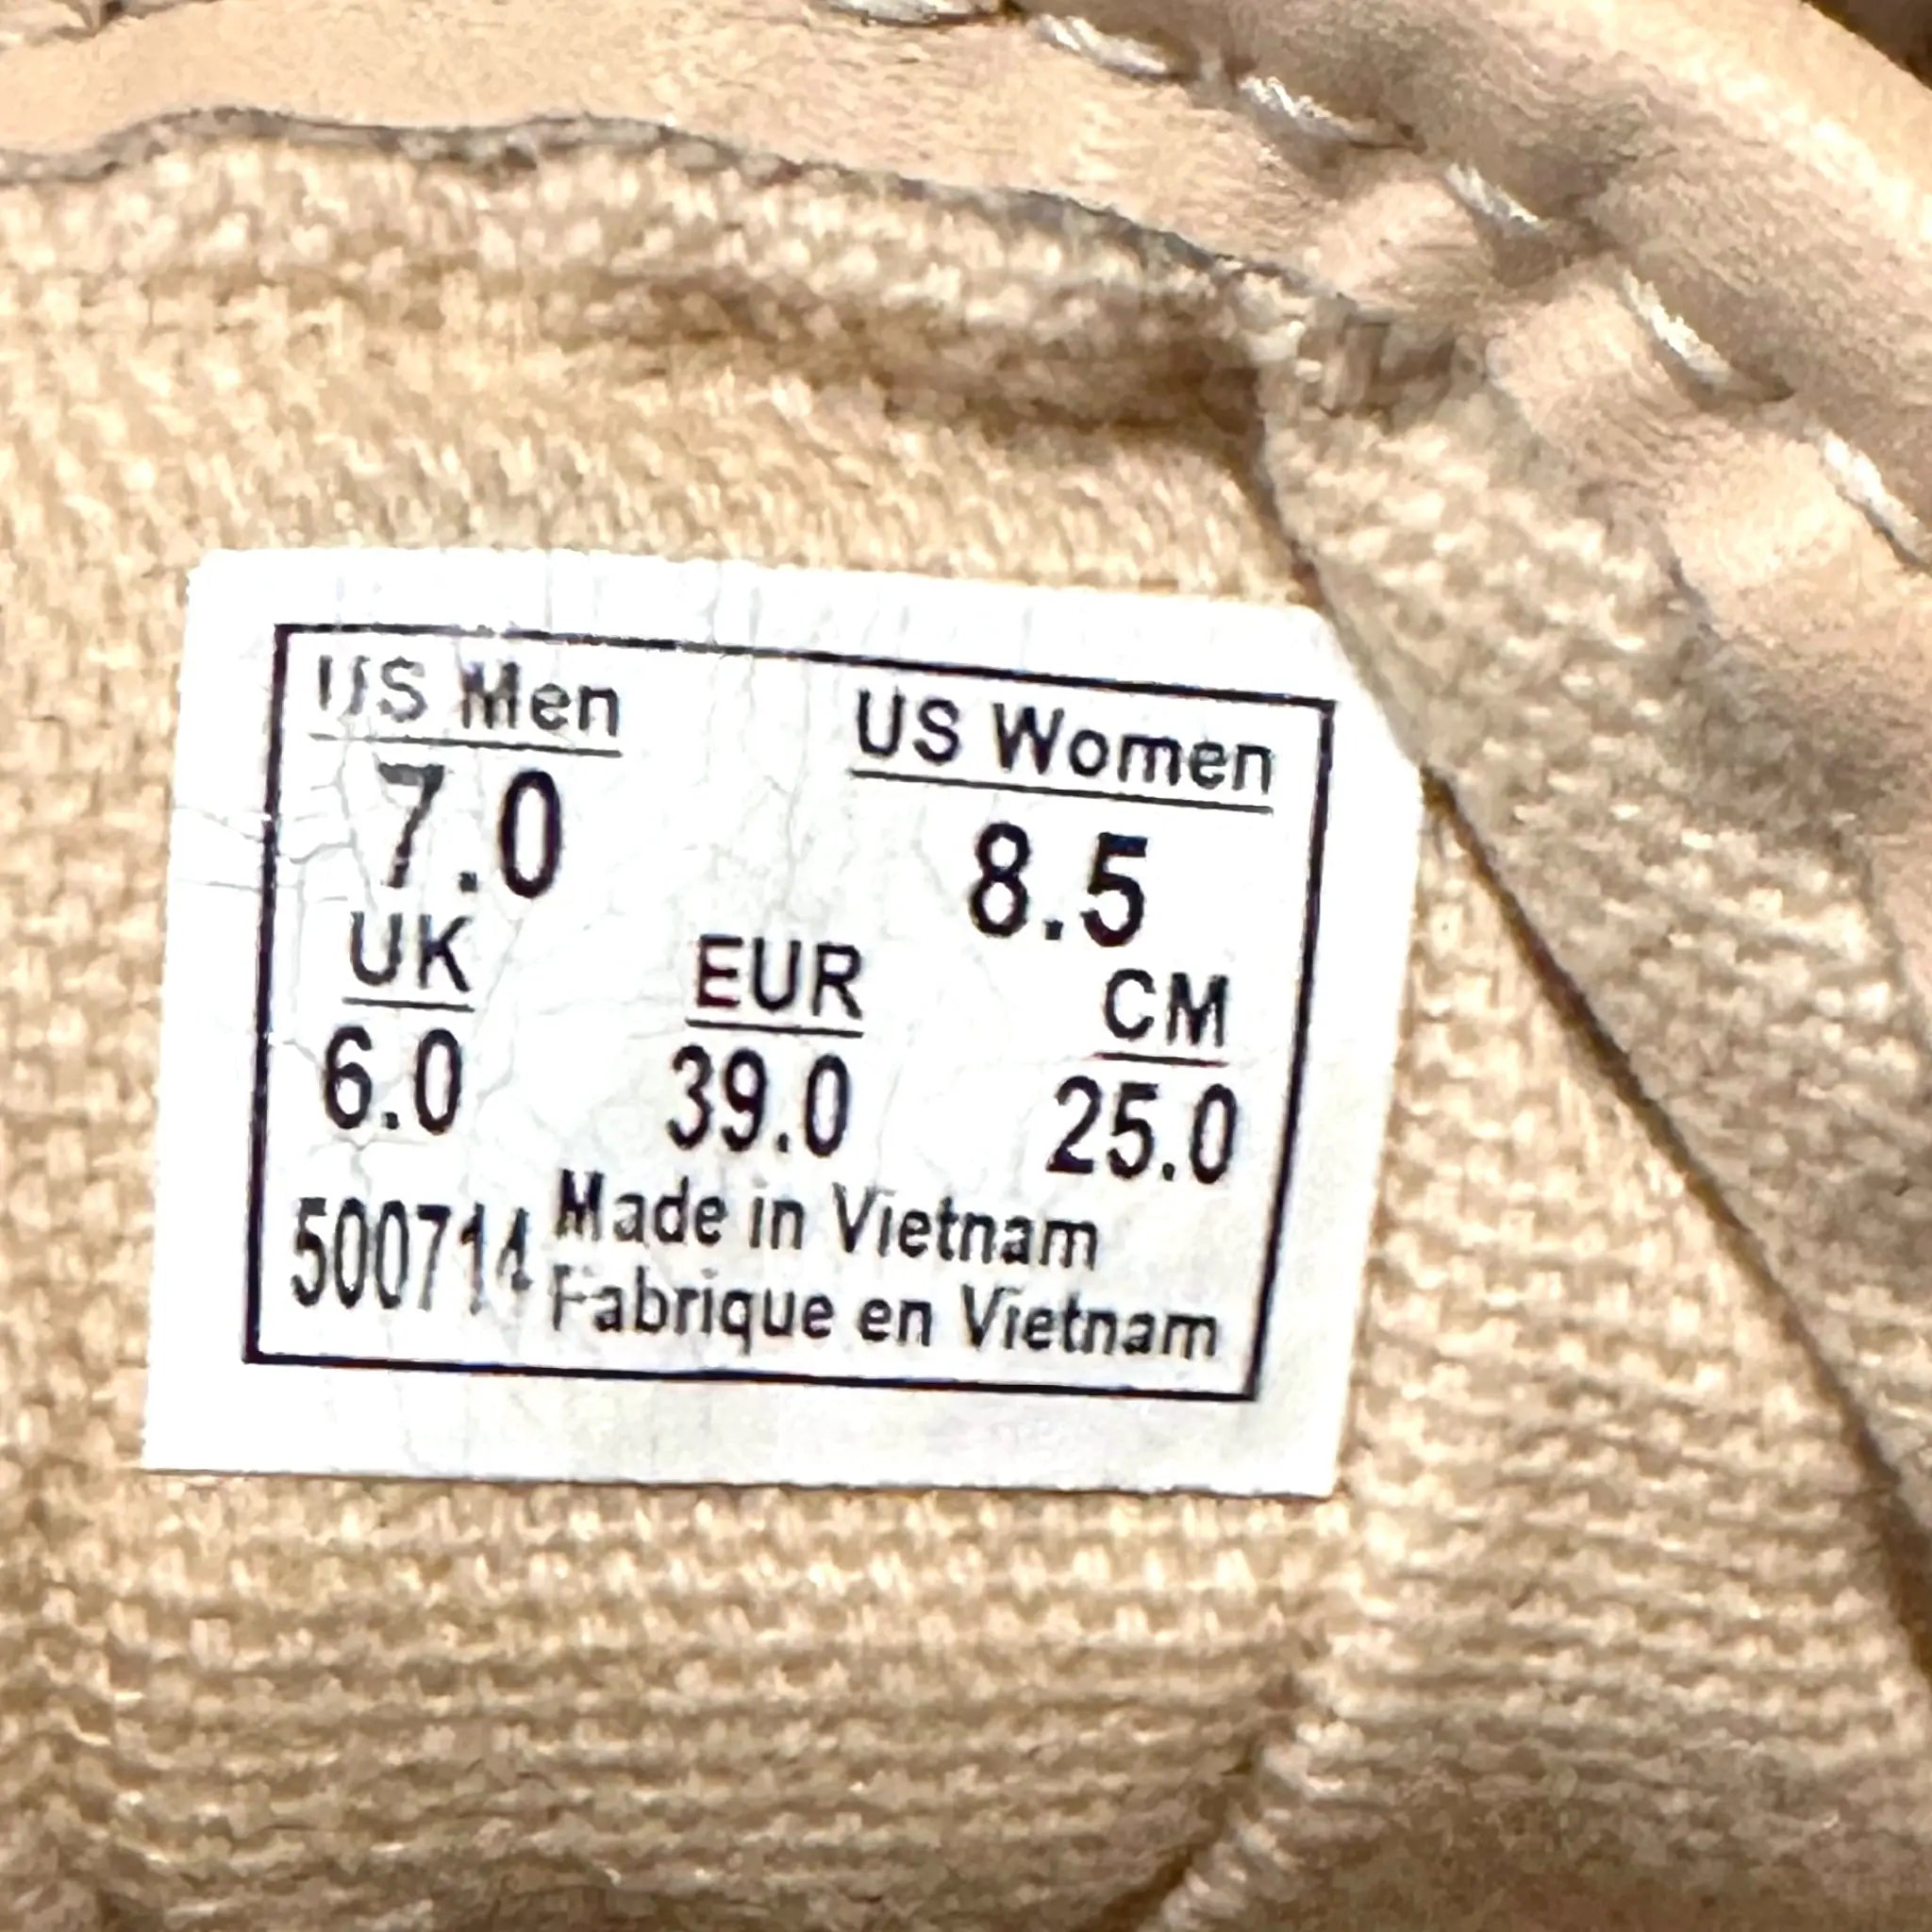 US Men US Women
7.0 8.5
UK EUR CM
6.0 39.0 25.0
500714 Made in Vietnam
Fabrique en Vietnam